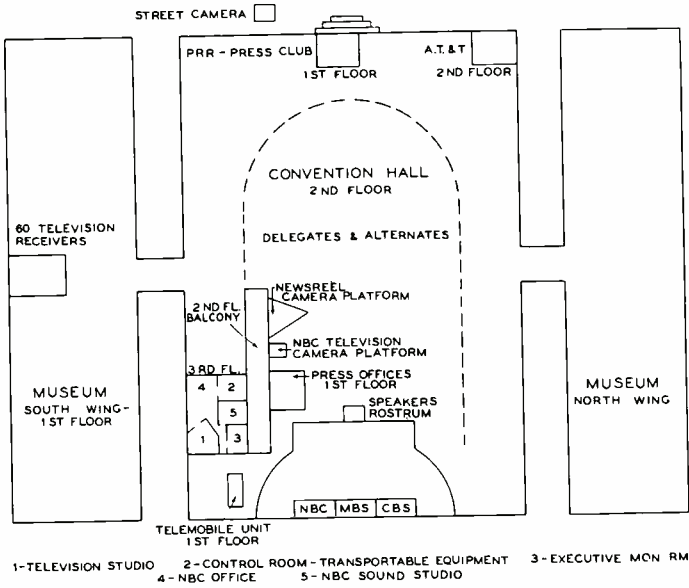 STREET CAMERA
PRR - PRESS CLUB
1ST FLOOR
A.T.&T
2ND FLOOR
CONVENTION HALL
2ND FLOOR
DELEGATES & ALTERNATES
60 TELEVISION
RECEIVERS
NEWSREEL
CAMERA PLATFORM
2ND FL.
BALCONY
NBC TELEVISION
CAMERA PLATFORM
3RD FL.
PRESS OFFICES
1ST FLOOR
4
2
5
1
3
SPEAKERS
ROSTRUM
MUSEUM
SOUTH WING-
1ST FLOOR
MUSEUM
NORTH WING
NBC
MBS
CBS
TELEMOBILE UNIT
1ST FLOOR
1-TELEVISION STUDIO 2-CONTROL ROOM-TRANSPORTABLE EQUIPMENT 3-EXECUTIVE MON RM
4-NBC OFFICE 5-NBC SOUND STUDIO